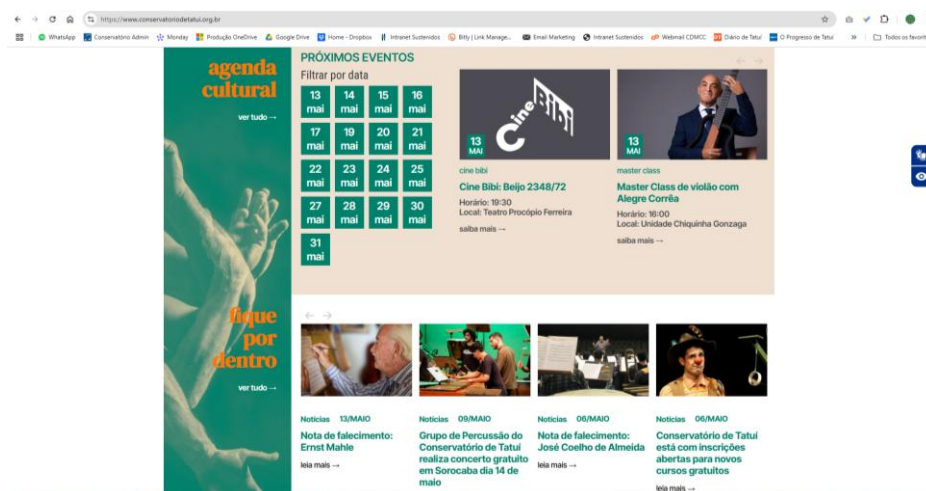 https://www.conservatoriodetatui.org.br
WhatsApp
Conservatório Admin
Monday
Produção OneDrive
Google Drive
Home - Dropbox
Intranet Sustenidos
Bitly | Link Manage...
Email Marketing
Intranet Sustenidos
Webmail CDMCC
Diário de Tatuí
O Progresso de Tatuí
»
Todos os favorit
agenda
cultural
ver tudo →
PRÓXIMOS EVENTOS
Filtrar por data
13 mai
14 mai
15 mai
16 mai
17 mai
19 mai
20 mai
21 mai
22 mai
23 mai
24 mai
25 mai
27 mai
28 mai
29 mai
30 mai
31 mai
Cine Bibi
13
MAI
cine bibi
Cine Bibi: Beijo 2348/72
Horário: 19:30
Local: Teatro Procópio Ferreira
saiba mais →
13
MAI
master class
Master Class de violão com
Alegre Corrêa
Horário: 16:00
Local: Unidade Chiquinha Gonzaga
saiba mais →
fique
por
dentro
ver tudo →
Notícias 13/MAIO
Nota de falecimento:
Ernst Mahle
leia mais →
Notícias 09/MAIO
Grupo de Percussão do
Conservatório de Tatuí
realiza concerto gratuito
em Sorocaba dia 14 de
maio
Notícias 06/MAIO
Nota de falecimento:
José Coelho de Almeida
leia mais →
Notícias 06/MAIO
Conservatório de Tatuí
está com inscrições
abertas para novos
cursos gratuitos
leia mais →